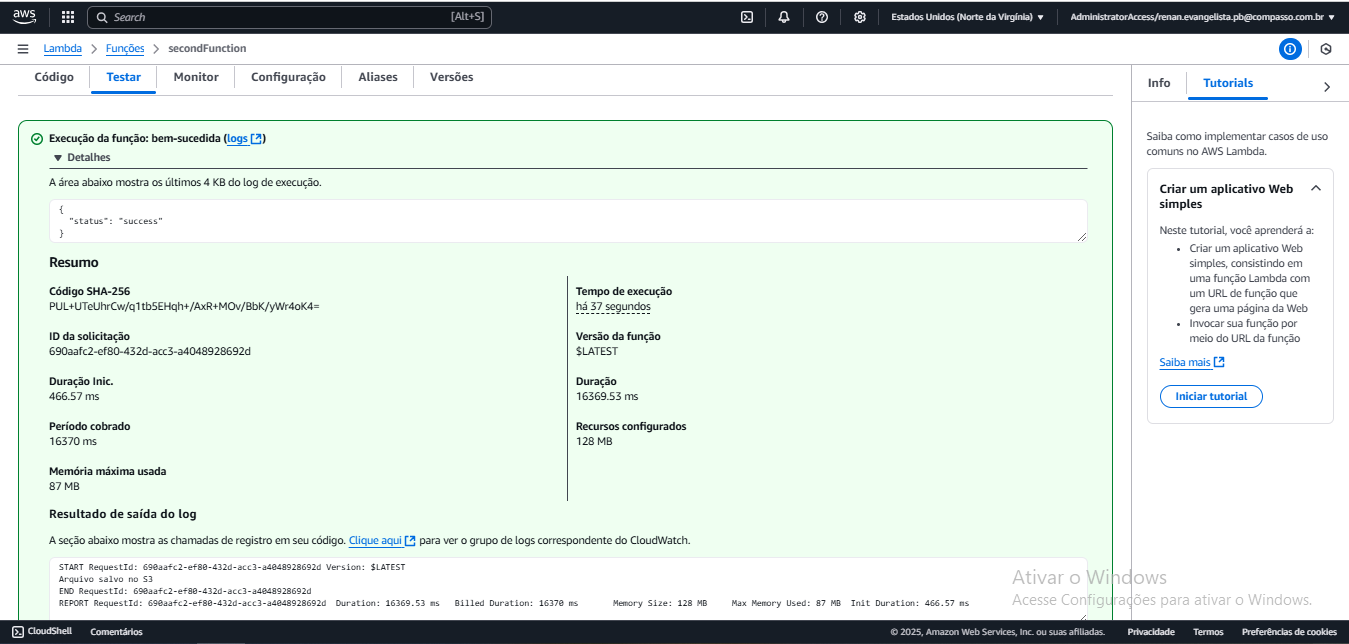 aws
Search
[Alt+S]
Estados Unidos (Norte da Virgínia)
AdministratorAccess/renan.evangelista.pb@compasso.com.br
Lambda
Funções
secondFunction
Código
Testar
Monitor
Configuração
Aliases
Versões
Execução da função: bem-sucedida (logs)
Detalhes
A área abaixo mostra os últimos 4 KB do log de execução.
{
"status": "success"
}
Resumo
Código SHA-256
PUL+UTeUhrCw/q1tb5EHqh+/AxR+MOv/BbK/yWr4oK4=
ID da solicitação
690aafc2-ef80-432d-acc3-a4048928692d
Duração Inic.
466.57 ms
Período cobrado
16370 ms
Memória máxima usada
87 MB
Tempo de execução
há 37 segundos
Versão da função
$LATEST
Duração
16369.53 ms
Recursos configurados
128 MB
Resultado de saída do log
A seção abaixo mostra as chamadas de registro em seu código. Clique aqui para ver o grupo de logs correspondente do CloudWatch.
START RequestId: 690aafc2-ef80-432d-acc3-a4048928692d Version: $LATEST
Arquivo salvo no S3
END RequestId: 690aafc2-ef80-432d-acc3-a4048928692d
REPORT RequestId: 690aafc2-ef80-432d-acc3-a4048928692d Duration: 16369.53 ms Billed Duration: 16370 ms Memory Size: 128 MB Max Memory Used: 87 MB Init Duration: 466.57 ms
Info
Tutorials
Saiba como implementar casos de uso
comuns no AWS Lambda.
Criar um aplicativo Web
simples
Neste tutorial, você aprenderá a:
• Criar um aplicativo Web
simples, consistindo em
uma função Lambda com
um URL de função que
gera uma página da Web
• Invocar sua função por
meio do URL da função
Saiba mais
Iniciar tutorial
Ativar o Windows
Acesse Configurações para ativar o Windows.
CloudShell
Comentários
© 2025, Amazon Web Services, Inc. ou suas afiliadas.
Privacidade
Termos
Preferências de cookies